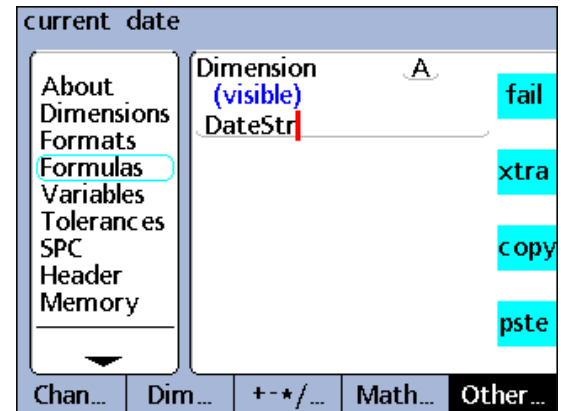 current date
About
Dimensions
Formats
Formulas
Variables
Tolerances
SPC
Header
Memory
Dimension A
(visible)
DateStr
fail
xtra
copy
pste
Chan... Dim... +-*/... Math... Other...